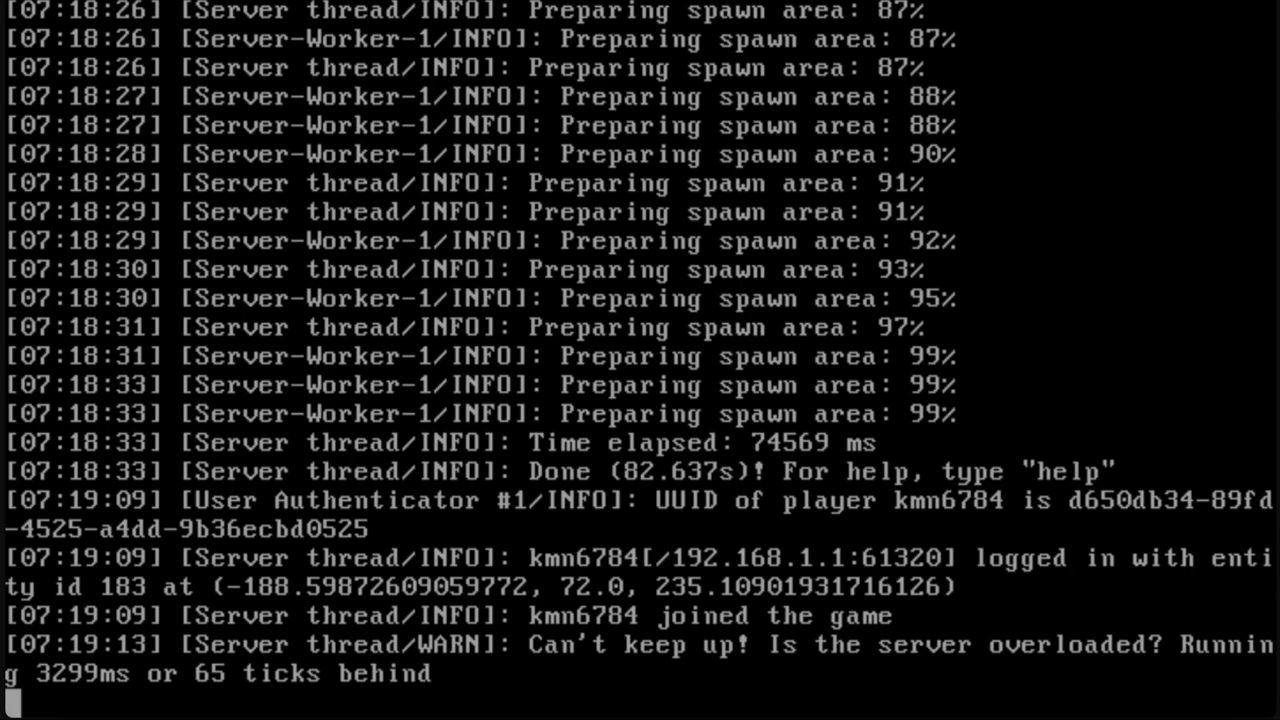 [07:18:26] [Server thread/INFO]: Preparing spawn area: 87%
[07:18:26] [Server-Worker-1/INFO]: Preparing spawn area: 87%
[07:18:26] [Server thread/INFO]: Preparing spawn area: 87%
[07:18:27] [Server-Worker-1/INFO]: Preparing spawn area: 88%
[07:18:27] [Server-Worker-1/INFO]: Preparing spawn area: 88%
[07:18:28] [Server-Worker-1/INFO]: Preparing spawn area: 90%
[07:18:29] [Server thread/INFO]: Preparing spawn area: 91%
[07:18:29] [Server thread/INFO]: Preparing spawn area: 91%
[07:18:29] [Server-Worker-1/INFO]: Preparing spawn area: 92%
[07:18:30] [Server thread/INFO]: Preparing spawn area: 93%
[07:18:30] [Server-Worker-1/INFO]: Preparing spawn area: 95%
[07:18:31] [Server thread/INFO]: Preparing spawn area: 97%
[07:18:31] [Server-Worker-1/INFO]: Preparing spawn area: 99%
[07:18:33] [Server-Worker-1/INFO]: Preparing spawn area: 99%
[07:18:33] [Server-Worker-1/INFO]: Preparing spawn area: 99%
[07:18:33] [Server thread/INFO]: Time elapsed: 74569 ms
[07:18:33] [Server thread/INFO]: Done (82.637s)! For help, type "help"
[07:19:09] [User Authenticator #1/INFO]: UUID of player kmn6784 is d650db34-89fd
-4525-a4dd-9b36ecbd0525
[07:19:09] [Server thread/INFO]: kmn6784[/192.168.1.1:61320] logged in with enti
ty id 183 at (-188.59872609059772, 72.0, 235.10901931716126)
[07:19:09] [Server thread/INFO]: kmn6784 joined the game
[07:19:13] [Server thread/WARN]: Can't keep up! Is the server overloaded? Runnin
g 3299ms or 65 ticks behind